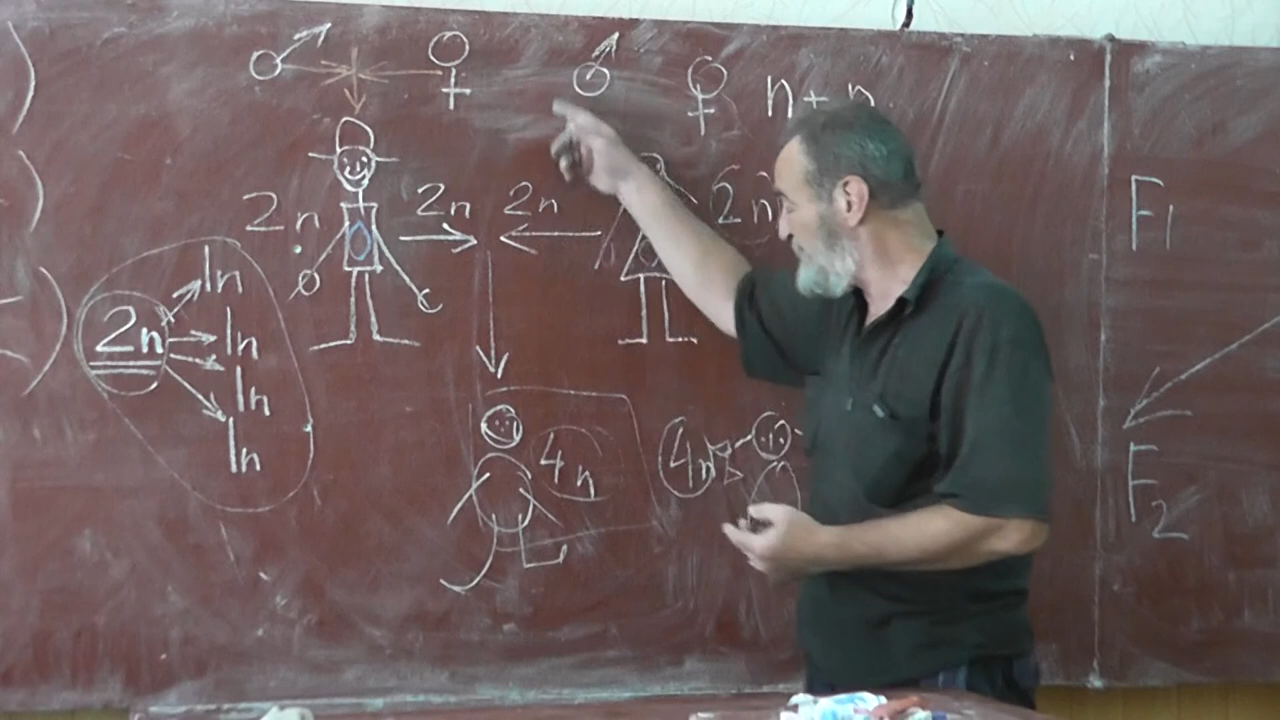 ♂ ♀ ♂ ♀ n + n
2n 2n 2n 2n F1
2n 1n
1n
1n
1n
4n 4n F2